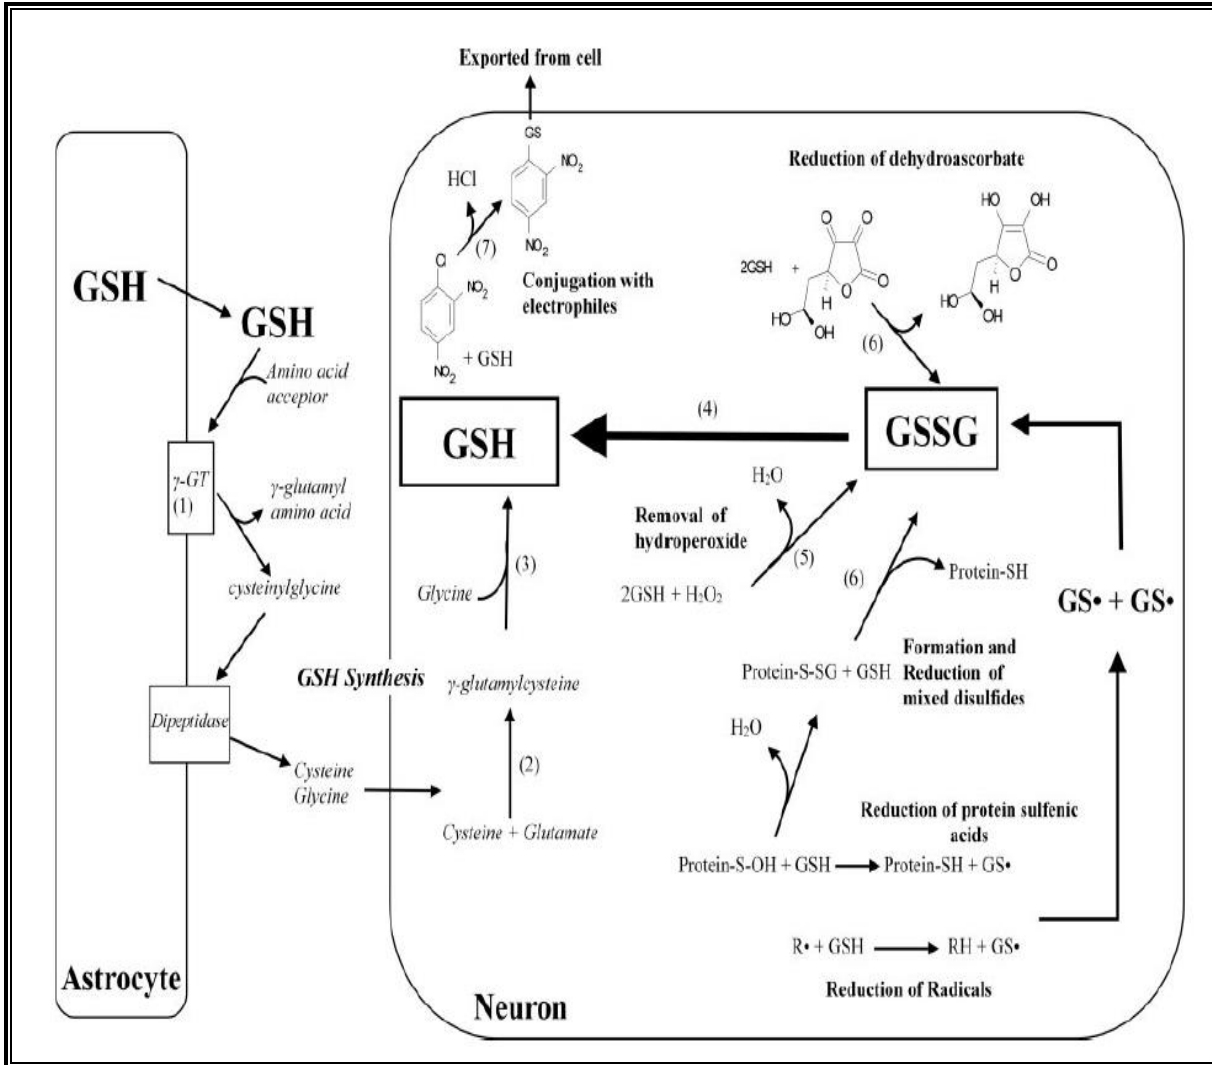 Exported from cell
GS
NO2
HCl
(7)
NO2
Cl
NO2
NO2
+ GSH
Conjugation with
electrophiles
Reduction of dehydroascorbate
2GSH +
O
O
O
O
H
HO
OH
HO
OH
O
O
H
HO
OH
(6)
GSH
GSH
Amino acid
acceptor
γ-GT
(1)
γ-glutamyl
amino acid
cysteinylglycine
Dipeptidase
Cysteine
Glycine
Astrocyte
GSH
(4)
GSSG
Glycine
(3)
GSH Synthesis
γ-glutamylcysteine
(2)
Cysteine + Glutamate
H2O
Removal of
hydroperoxide
(5)
2GSH + H2O2
(6)
Protein-SH
GS• + GS•
Protein-S-SG + GSH
Formation and
Reduction of
mixed disulfides
H2O
Reduction of protein sulfenic
acids
Protein-S-OH + GSH
Protein-SH + GS•
R• + GSH
RH + GS•
Reduction of Radicals
Neuron